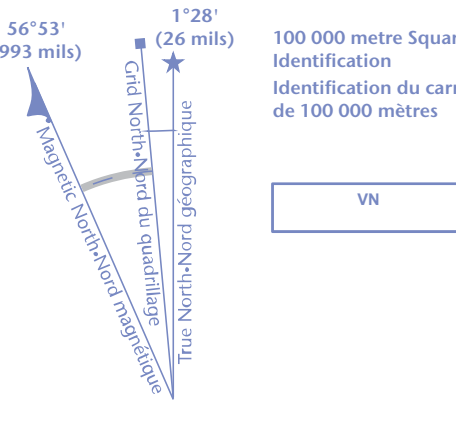 56°53'
993 mils)
1°28'
(26 mils)
Magnetic North•Nord magnétique
Grid North•Nord du quadrillage
True North•Nord géographique
100 000 metre Squar
Identification
Identification du carr
de 100 000 mètres
VN